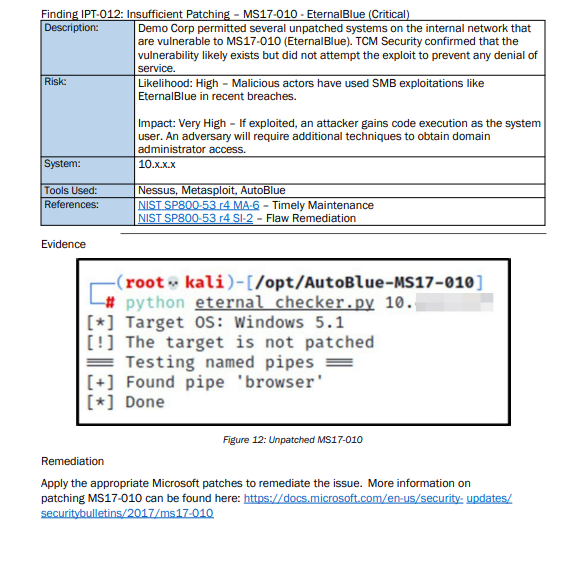 Finding IPT-012: Insufficient Patching – MS17-010 - EternalBlue (Critical)
Description:
Demo Corp permitted several unpatched systems on the internal network that
are vulnerable to MS17-010 (EternalBlue). TCM Security confirmed that the
vulnerability likely exists but did not attempt the exploit to prevent any denial of
service.
Risk:
Likelihood: High – Malicious actors have used SMB exploitations like
EternalBlue in recent breaches.
Impact: Very High – If exploited, an attacker gains code execution as the system
user. An adversary will require additional techniques to obtain domain
administrator access.
System:
10.x.x.x
Tools Used:
Nessus, Metasploit, AutoBlue
References:
NIST SP800-53 r4 MA-6 – Timely Maintenance
NIST SP800-53 r4 SI-2 – Flaw Remediation
Evidence
(root💀kali)-[/opt/AutoBlue-MS17-010]
# python eternal_checker.py 10.
[*] Target OS: Windows 5.1
[!] The target is not patched
=== Testing named pipes ===
[+] Found pipe 'browser'
[*] Done
Figure 12: Unpatched MS17-010
Remediation
Apply the appropriate Microsoft patches to remediate the issue. More information on
patching MS17-010 can be found here: https://docs.microsoft.com/en-us/security- updates/
securitybulletins/2017/ms17-010